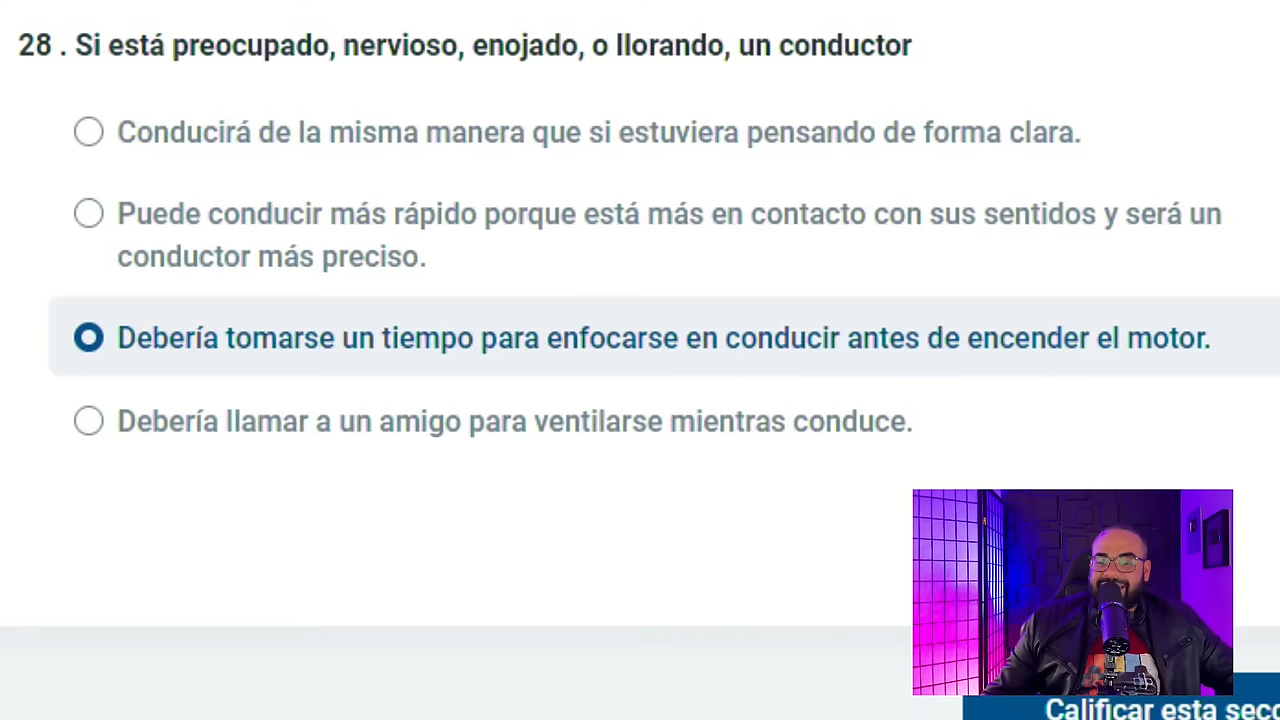 28 . Si está preocupado, nervioso, enojado, o llorando, un conductor
Conducirá de la misma manera que si estuviera pensando de forma clara.
Puede conducir más rápido porque está más en contacto con sus sentidos y será un
conductor más preciso.
Debería tomarse un tiempo para enfocarse en conducir antes de encender el motor.
Debería llamar a un amigo para ventilarse mientras conduce.
Calificar esta secc